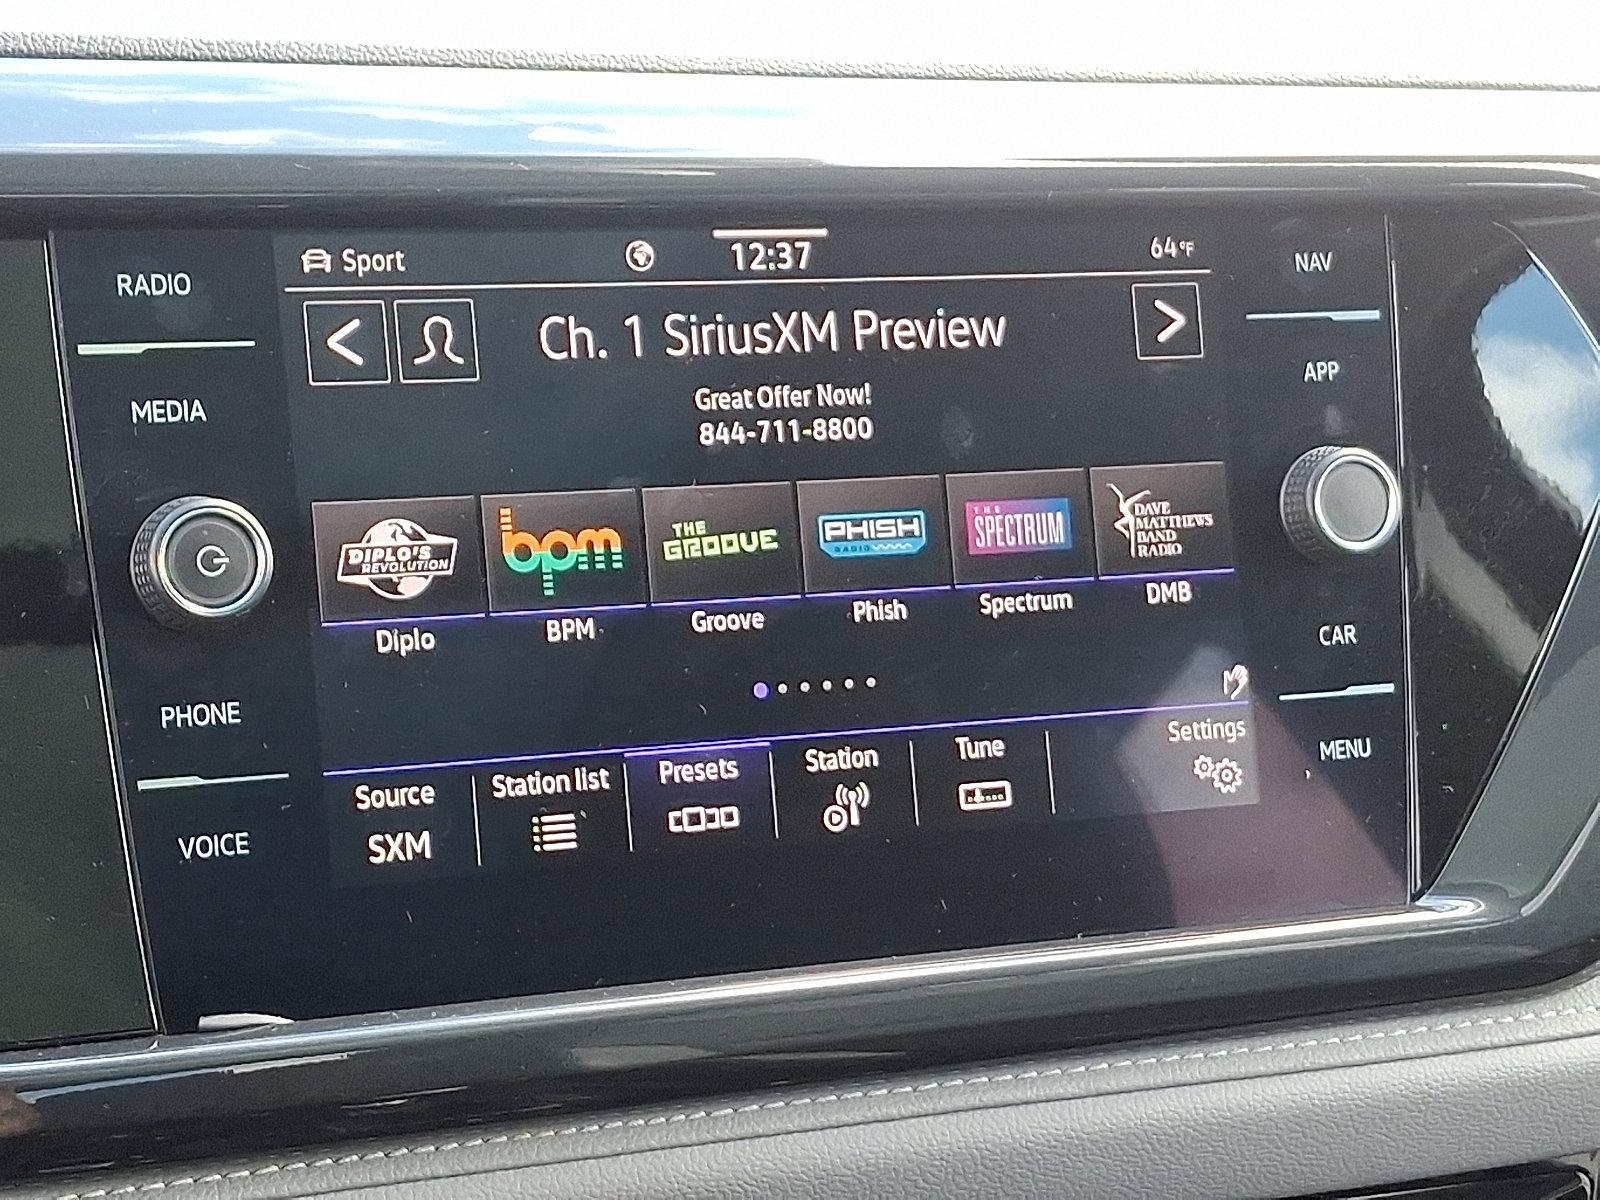 RADIO
MEDIA
PHONE
VOICE
Sport
12:37
64°F
Ch. 1 SiriusXM Preview
Great Offer Now!
844-711-8800
DIPLO'S
REVOLUTION
bpm
THE
GROOVE
PHISH
RADIO
THE
SPECTRUM
DAVE
MATTHEWS
BAND
RADIO
Diplo
BPM
Groove
Phish
Spectrum
DMB
Source
SXM
Station list
Presets
Station
Tune
Settings
NAV
APP
CAR
MENU